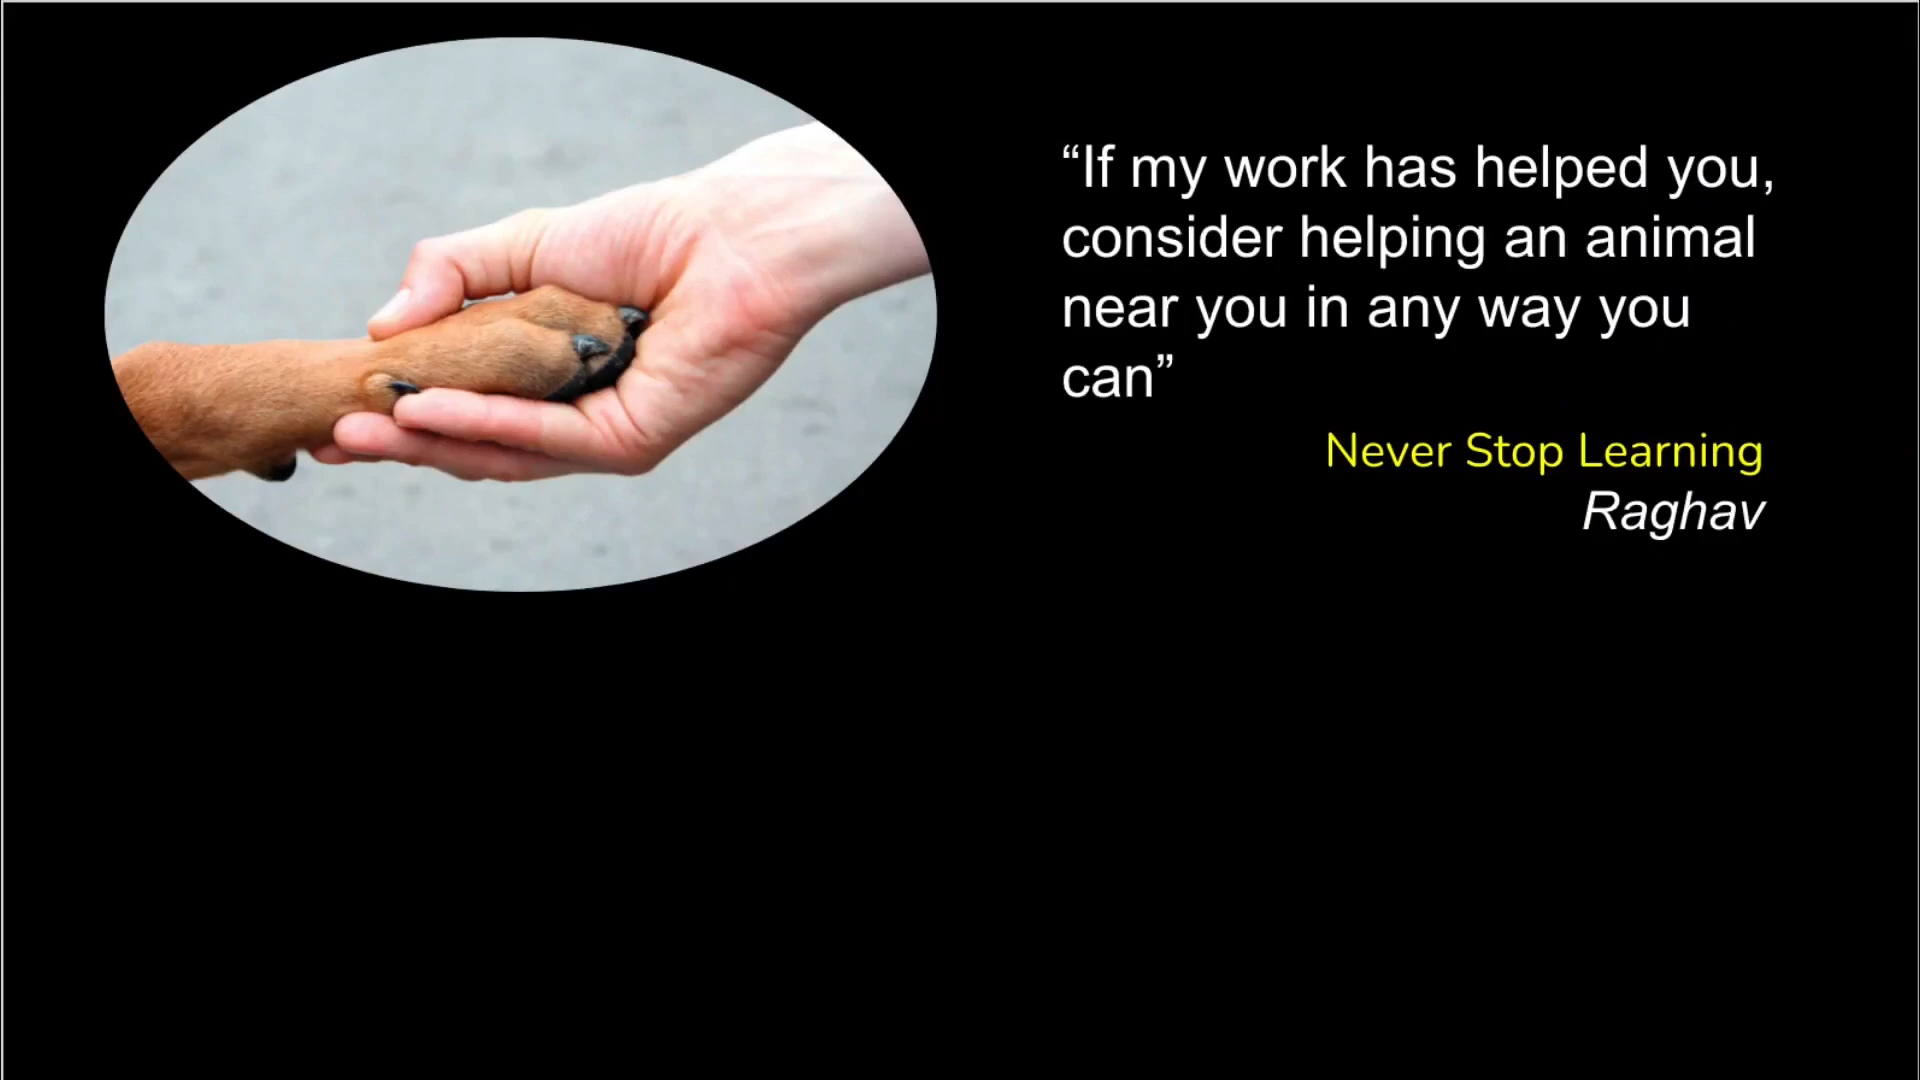 “If my work has helped you,
consider helping an animal
near you in any way you
can”
Never Stop Learning
Raghav